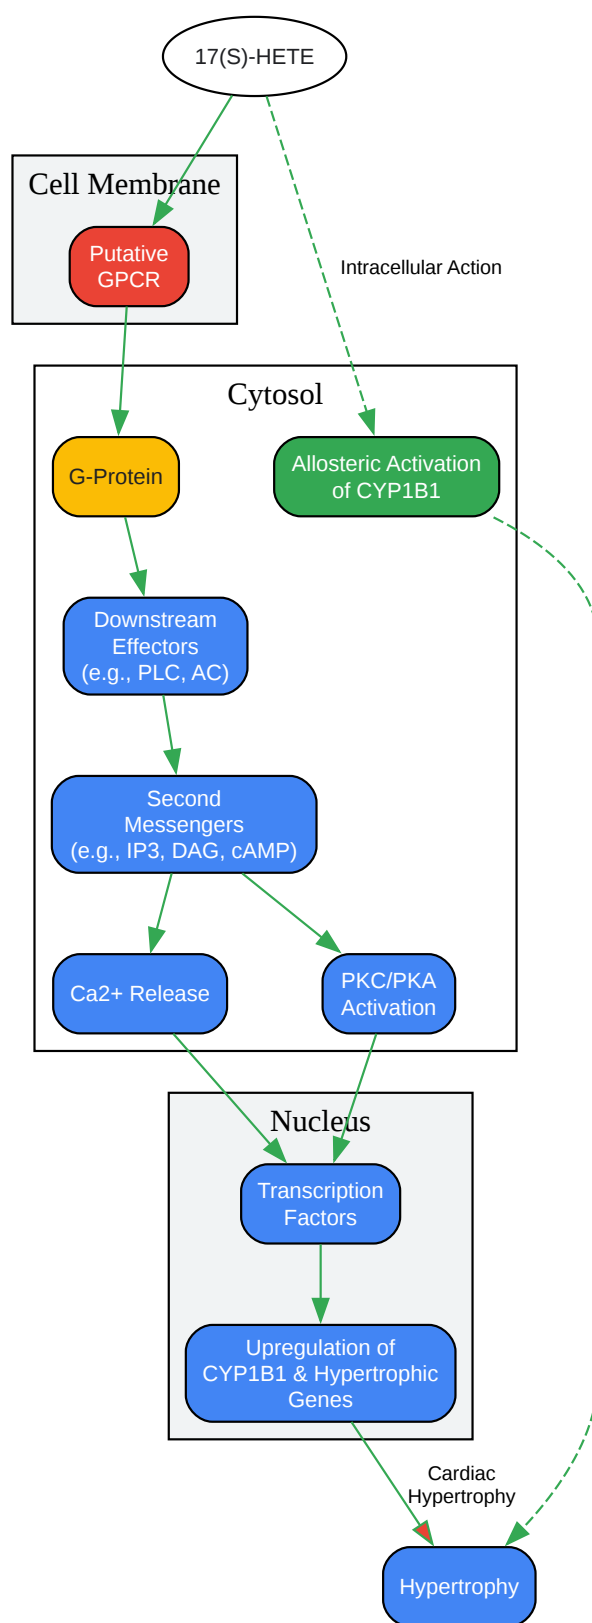 17(S)-HETE
Cell Membrane
Putative
GPCR
Intracellular Action
Cytosol
G-Protein
Allosteric Activation
of CYP1B1
Downstream
Effectors
(e.g., PLC, AC)
Second
Messengers
(e.g., IP3, DAG, cAMP)
Ca2+ Release
PKC/PKA
Activation
Nucleus
Transcription
Factors
Upregulation of
CYP1B1 & Hypertrophic
Genes
Cardiac
Hypertrophy
Hypertrophy